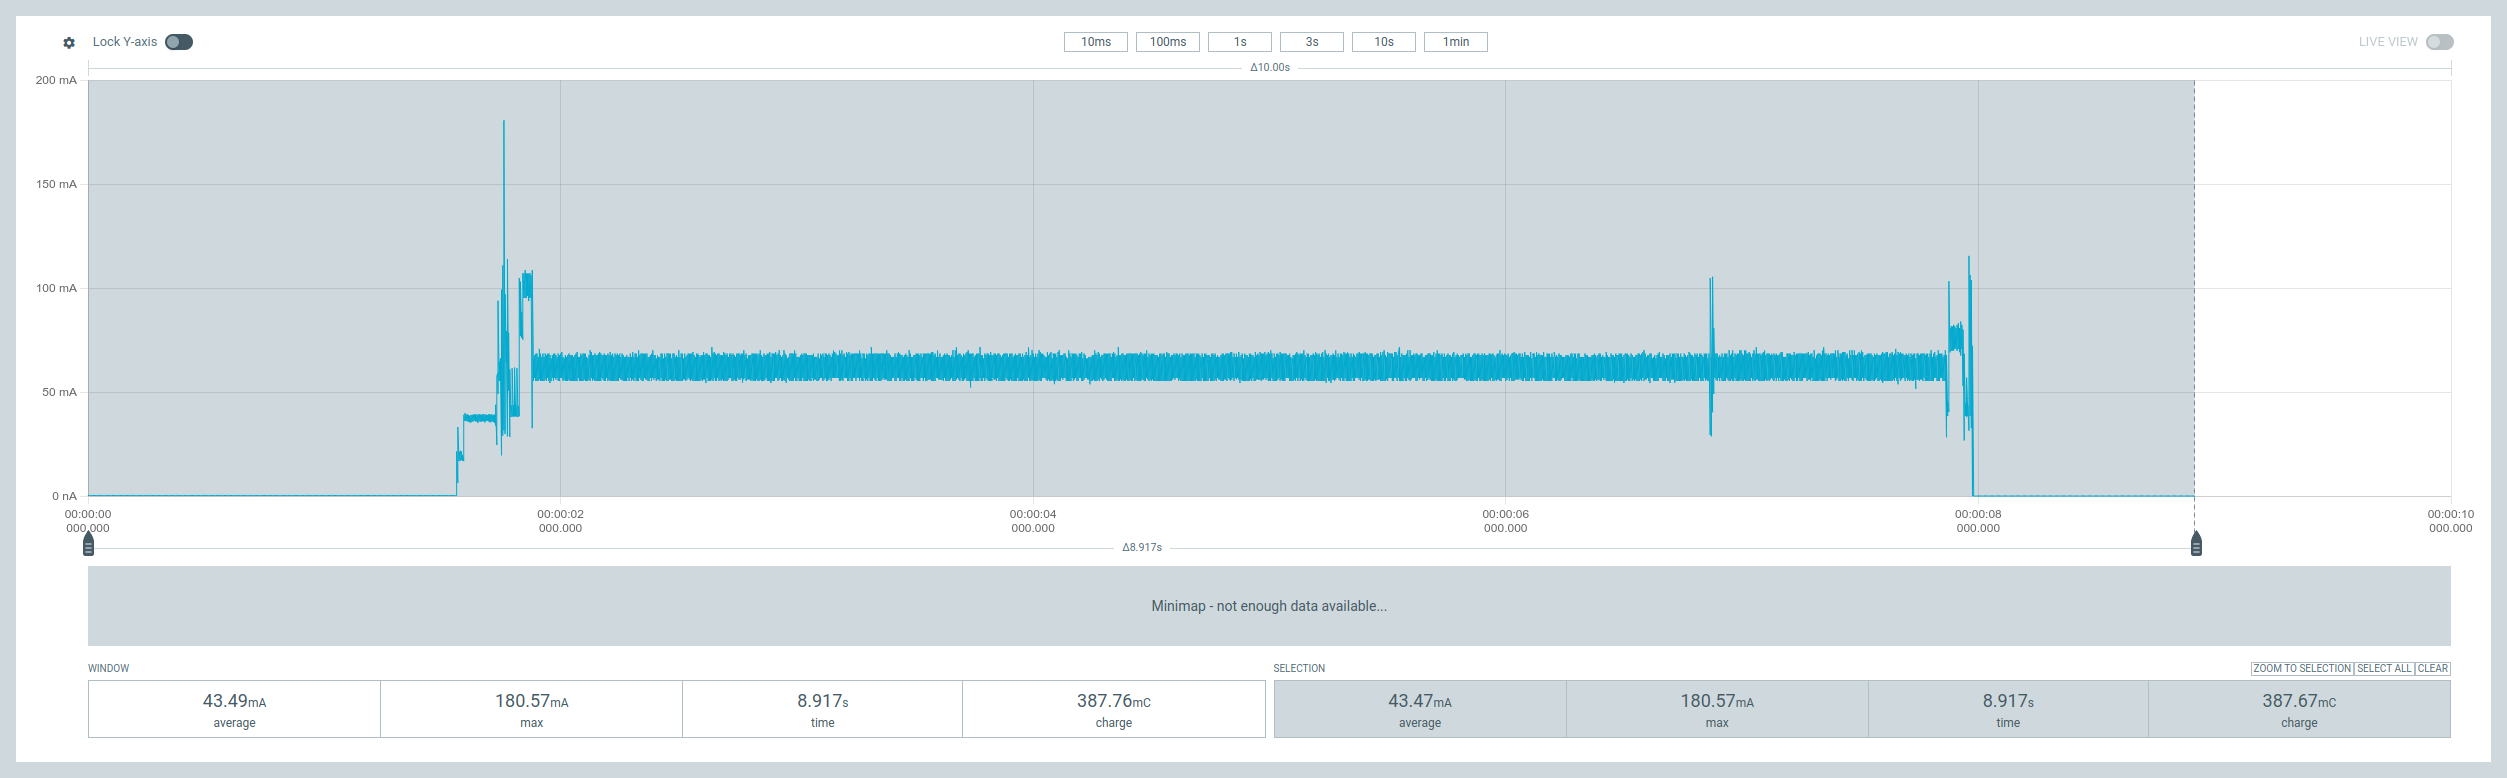 Lock Y-axis
10ms 100ms 1s 3s 10s 1min
LIVE VIEW
Δ10.00s
200 mA
150 mA
100 mA
50 mA
0 nA
00:00:00 00:00:02 00:00:04 00:00:06 00:00:08 00:00:10
000.000 000.000 000.000 000.000 000.000 000.000
Δ8.917s
Minimap - not enough data available...
WINDOW
43.49mA 180.57mA 8.917s 387.76mC
average max time charge
SELECTION
ZOOM TO SELECTION SELECT ALL CLEAR
43.47mA 180.57mA 8.917s 387.67mC
average max time charge